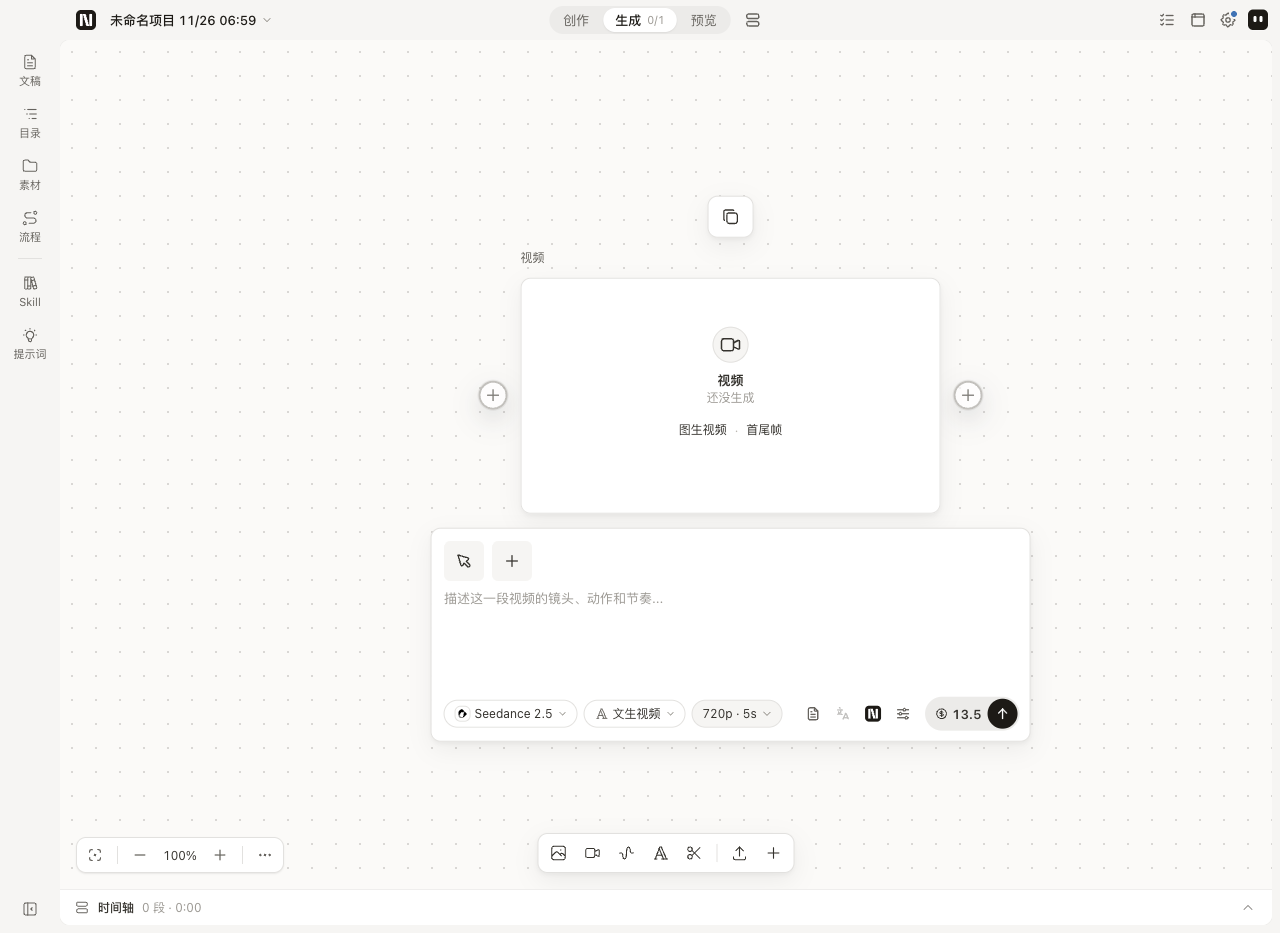 未命名项目 11/26 06:59
创作 生成 0/1 预览
文稿
目录
素材
流程
Skill
提示词
视频
视频
还没生成
图生视频 · 首尾帧
描述这一段视频的镜头、动作和节奏...
Seedance 2.5 文生视频 720p · 5s 13.5
100%
时间轴 0 段 · 0:00